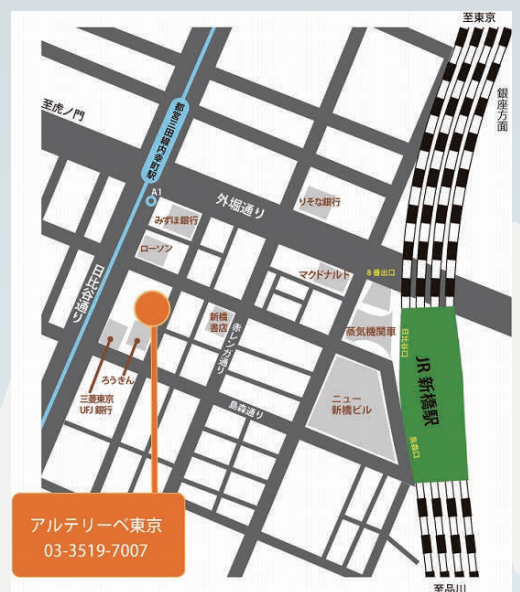 至東京
銀座方面
至虎ノ門
都営三田線内幸町駅
A1
外堀通り
りそな銀行
みずほ銀行
ローソン
マクドナルド
8番出口
日比谷通り
新橋
書店
赤レンガ通り
蒸気機関車
日比谷口
JR 新橋駅
ろうきん
三菱東京
UFJ 銀行
烏森通り
ニュー
新橋ビル
烏森口
アルテリーベ東京
03-3519-7007
至品川